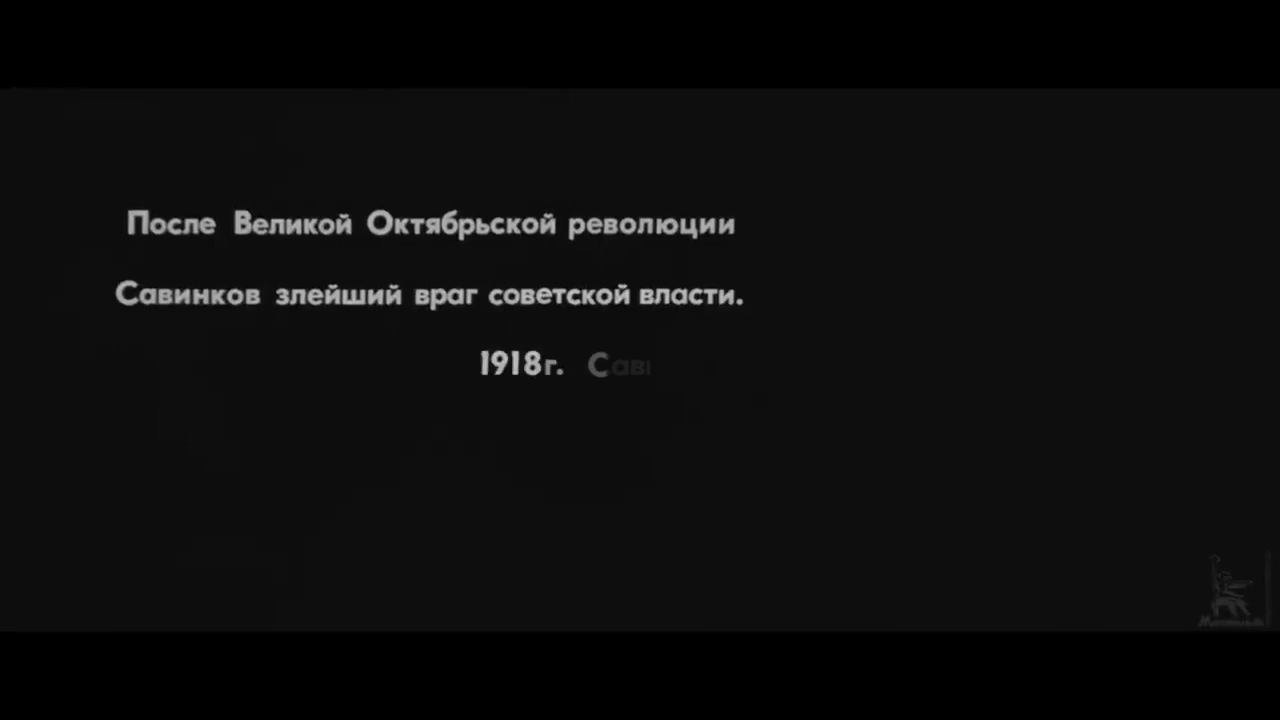 После Великой Октябрьской революции
Савинков злейший враг советской власти.
1918г.